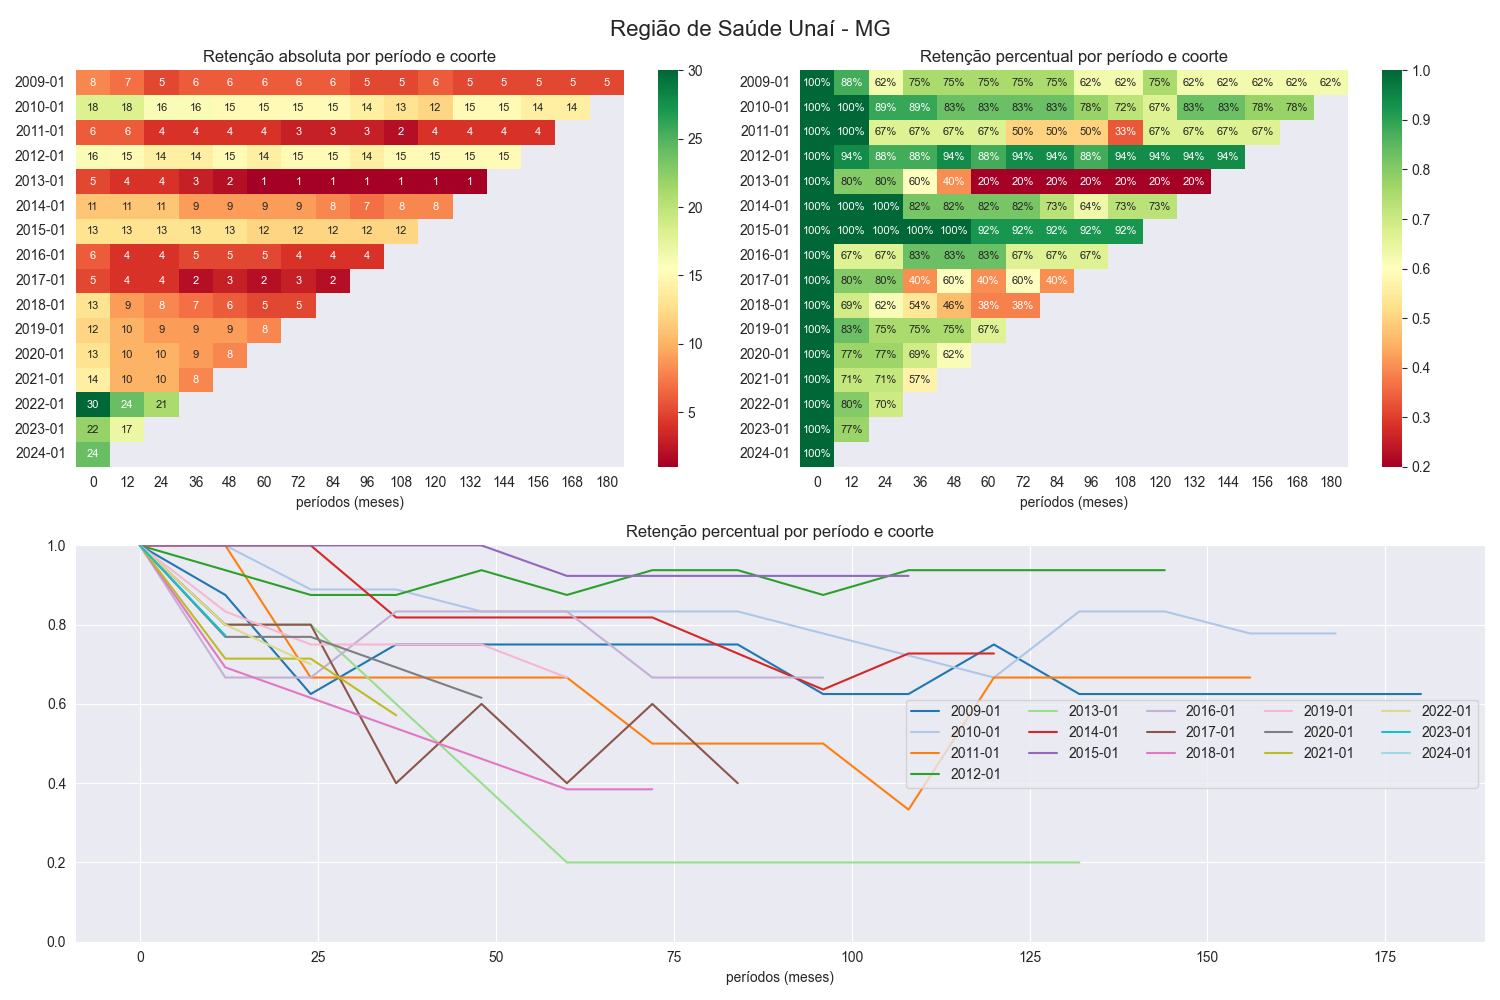 Região de Saúde Unaí - MG
Retenção absoluta por período e coorte
2009-01 8 7 5 6 6 6 6 6 5 5 6 5 5 5 5 5
2010-01 18 18 16 16 15 15 15 15 14 13 12 15 15 14 14
2011-01 6 6 4 4 4 4 3 3 3 2 4 4 4 4
2012-01 16 15 14 14 15 14 15 15 14 15 15 15 15
2013-01 5 4 4 3 2 1 1 1 1 1 1 1
2014-01 11 11 11 9 9 9 9 8 7 8 8
2015-01 13 13 13 13 13 12 12 12 12 12
2016-01 6 4 4 5 5 5 4 4 4
2017-01 5 4 4 2 3 2 3 2
2018-01 13 9 8 7 6 5 5
2019-01 12 10 9 9 9 8
2020-01 13 10 10 9 8
2021-01 14 10 10 8
2022-01 30 24 21
2023-01 22 17
2024-01 24
0 12 24 36 48 60 72 84 96 108 120 132 144 156 168 180
períodos (meses)
30
25
20
15
10
5
Retenção percentual por período e coorte
2009-01 100% 88% 62% 75% 75% 75% 75% 75% 62% 62% 75% 62% 62% 62% 62% 62%
2010-01 100% 100% 89% 89% 83% 83% 83% 83% 78% 72% 67% 83% 83% 78% 78%
2011-01 100% 100% 67% 67% 67% 67% 50% 50% 50% 33% 67% 67% 67% 67%
2012-01 100% 94% 88% 88% 94% 88% 94% 94% 88% 94% 94% 94% 94%
2013-01 100% 80% 80% 60% 40% 20% 20% 20% 20% 20% 20% 20%
2014-01 100% 100% 100% 82% 82% 82% 82% 73% 64% 73% 73%
2015-01 100% 100% 100% 100% 100% 92% 92% 92% 92% 92%
2016-01 100% 67% 67% 83% 83% 83% 67% 67% 67%
2017-01 100% 80% 80% 40% 60% 40% 60% 40%
2018-01 100% 69% 62% 54% 46% 38% 38%
2019-01 100% 83% 75% 75% 75% 67%
2020-01 100% 77% 77% 69% 62%
2021-01 100% 71% 71% 57%
2022-01 100% 80% 70%
2023-01 100% 77%
2024-01 100%
0 12 24 36 48 60 72 84 96 108 120 132 144 156 168 180
períodos (meses)
1.0
0.9
0.8
0.7
0.6
0.5
0.4
0.3
0.2
Retenção percentual por período e coorte
1.0
0.8
0.6
0.4
0.2
0.0
2009-01 2013-01 2016-01 2019-01 2022-01
2010-01 2014-01 2017-01 2020-01 2023-01
2011-01 2015-01 2018-01 2021-01 2024-01
2012-01
0 25 50 75 100 125 150 175
períodos (meses)